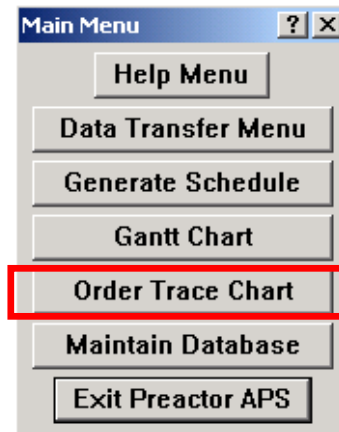 Main Menu ? ×
Help Menu
Data Transfer Menu
Generate Schedule
Gantt Chart
Order Trace Chart
Maintain Database
Exit Preactor APS